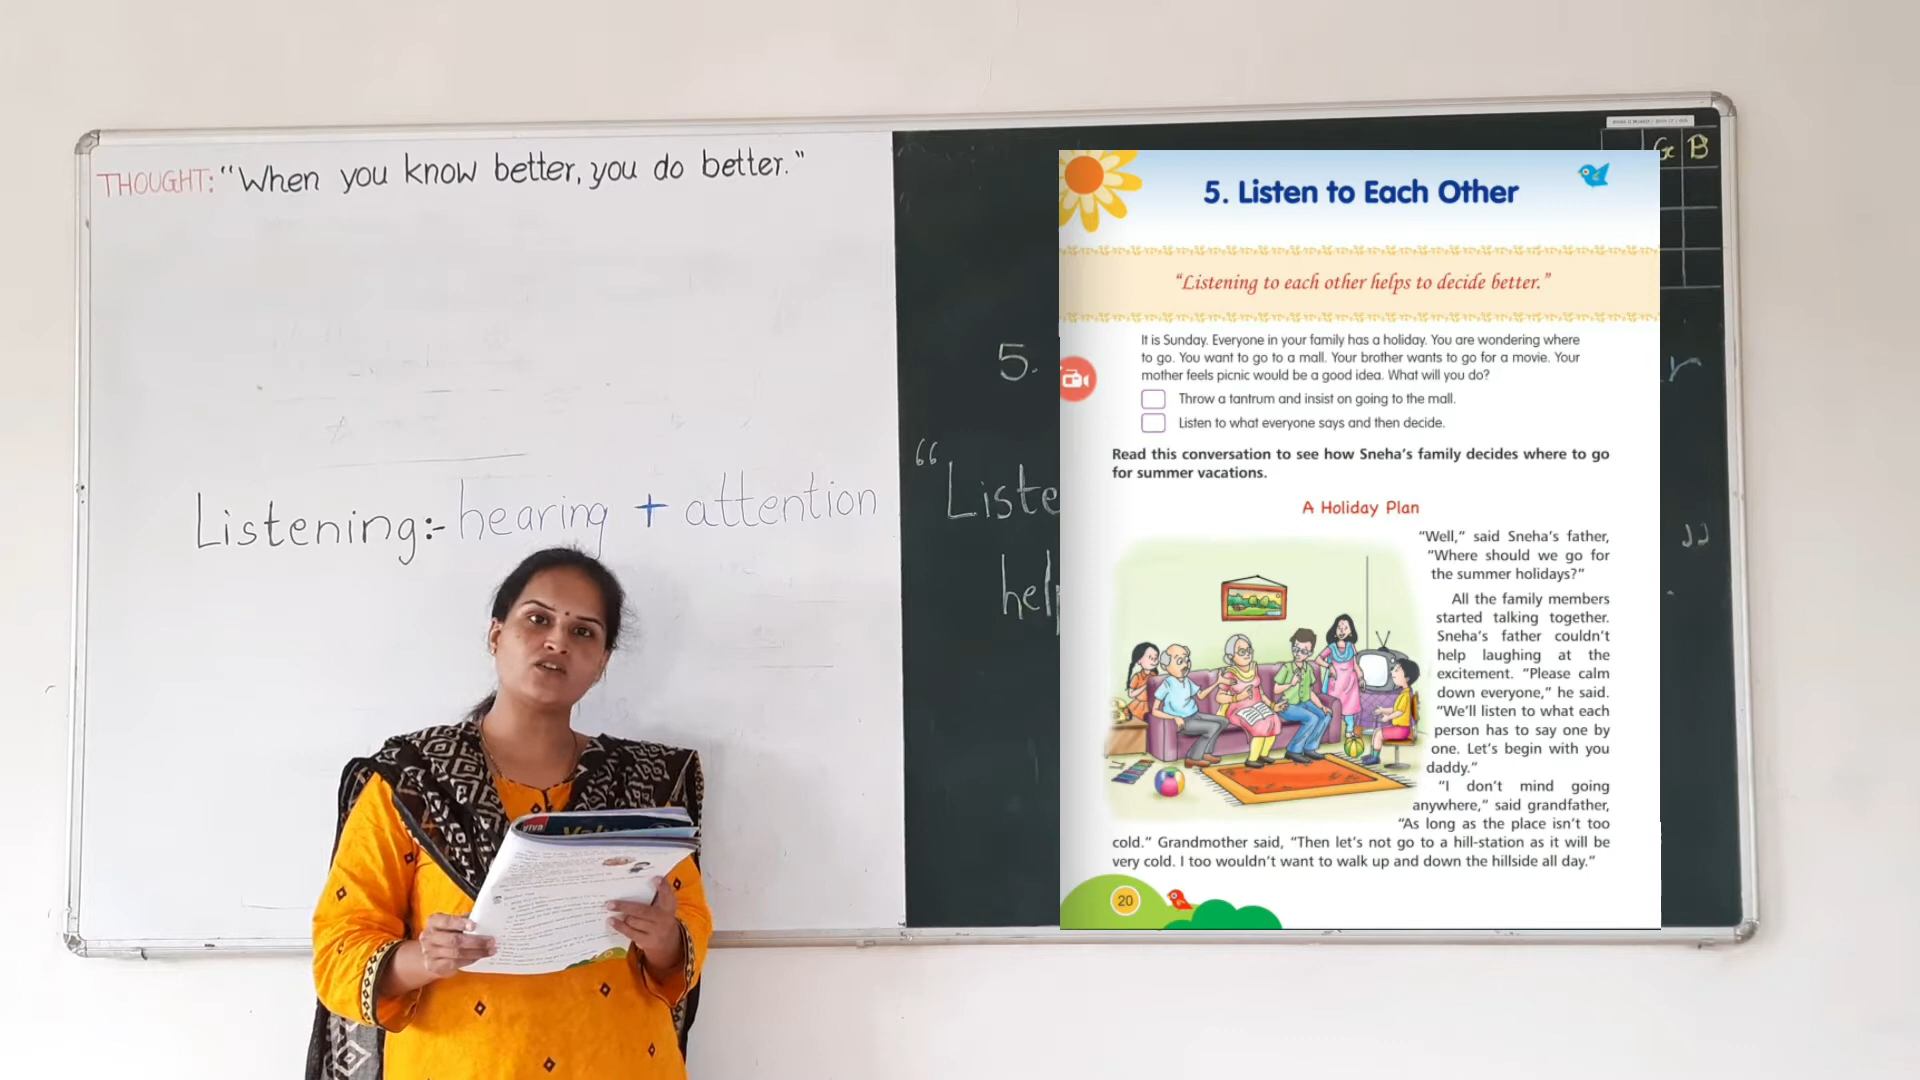 THOUGHT: "When you know better, you do better."
Listening:- hearing + attention
G B
5.
r
"Liste
"
help
5. Listen to Each Other
"Listening to each other helps to decide better."
It is Sunday. Everyone in your family has a holiday. You are wondering where
to go. You want to go to a mall. Your brother wants to go for a movie. Your
mother feels picnic would be a good idea. What will you do?
Throw a tantrum and insist on going to the mall.
Listen to what everyone says and then decide.
Read this conversation to see how Sneha's family decides where to go
for summer vacations.
A Holiday Plan
"Well," said Sneha's father,
"Where should we go for
the summer holidays?"
All the family members
started talking together.
Sneha's father couldn't
help laughing at the
excitement. "Please calm
down everyone," he said.
"We'll listen to what each
person has to say one by
one. Let's begin with you
daddy."
"I don't mind going
anywhere," said grandfather,
"As long as the place isn't too
cold." Grandmother said, "Then let's not go to a hill-station as it will be
very cold. I too wouldn't want to walk up and down the hillside all day."
20
viva